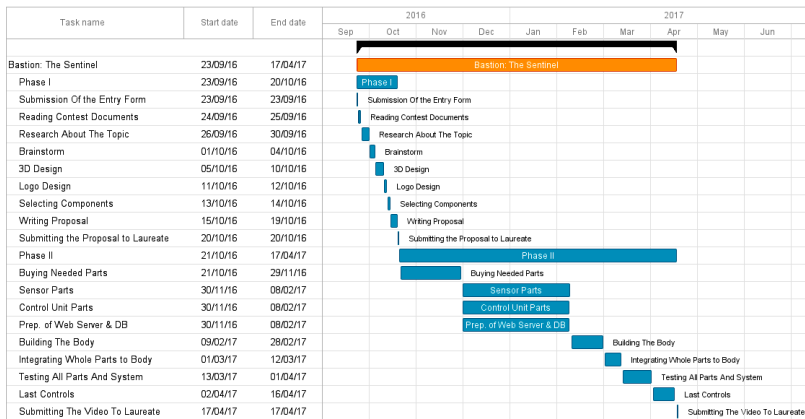 2016 2017
Task name Start date End date Sep Oct Nov Dec Jan Feb Mar Apr May Jun
Bastion: The Sentinel 23/09/16 17/04/17 Bastion: The Sentinel
Phase I 23/09/16 20/10/16 Phase I
Submission Of the Entry Form 23/09/16 23/09/16 Submission Of the Entry Form
Reading Contest Documents 24/09/16 25/09/16 Reading Contest Documents
Research About The Topic 26/09/16 30/09/16 Research About The Topic
Brainstorm 01/10/16 04/10/16 Brainstorm
3D Design 05/10/16 10/10/16 3D Design
Logo Design 11/10/16 12/10/16 Logo Design
Selecting Components 13/10/16 14/10/16 Selecting Components
Writing Proposal 15/10/16 19/10/16 Writing Proposal
Submitting the Proposal to Laureate 20/10/16 20/10/16 Submitting the Proposal to Laureate
Phase II 21/10/16 17/04/17 Phase II
Buying Needed Parts 21/10/16 29/11/16 Buying Needed Parts
Sensor Parts 30/11/16 08/02/17 Sensor Parts
Control Unit Parts 30/11/16 08/02/17 Control Unit Parts
Prep. of Web Server & DB 30/11/16 08/02/17 Prep. of Web Server & DB
Building The Body 09/02/17 28/02/17 Building The Body
Integrating Whole Parts to Body 01/03/17 12/03/17 Integrating Whole Parts to Body
Testing All Parts And System 13/03/17 01/04/17 Testing All Parts And System
Last Controls 02/04/17 16/04/17 Last Controls
Submitting The Video To Laureate 17/04/17 17/04/17 Submitting The Video To Laureate